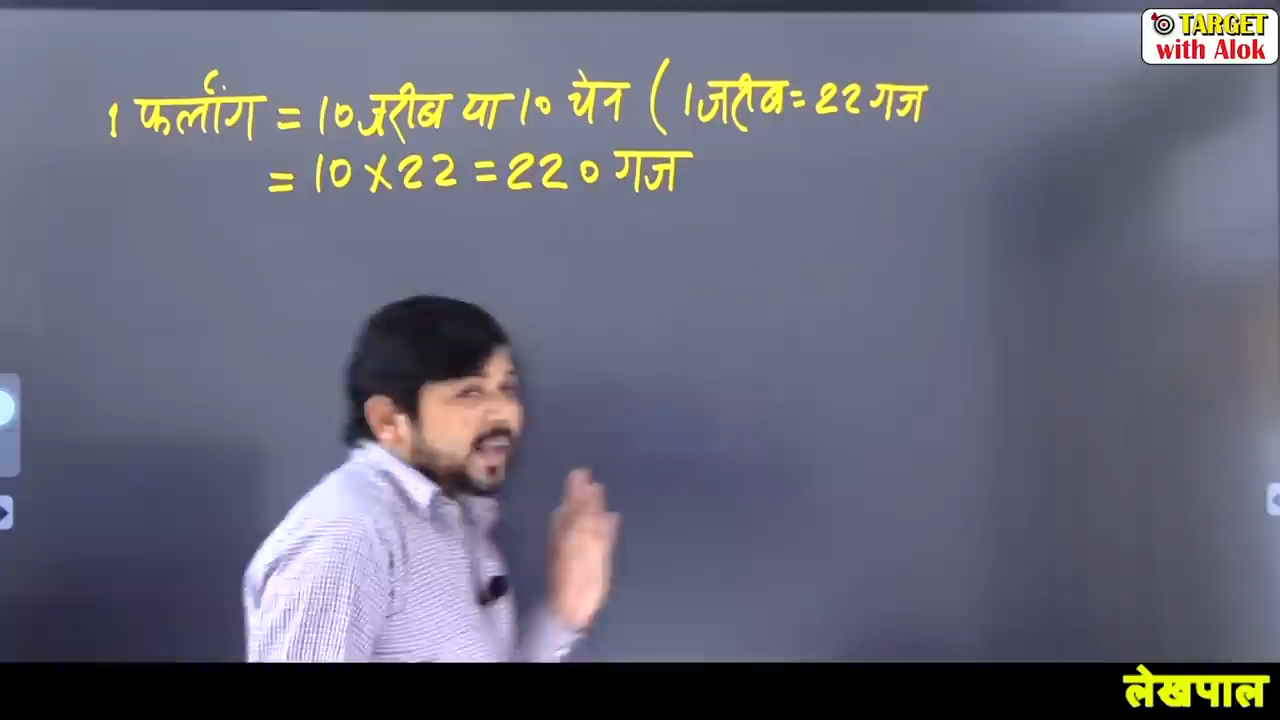 TARGET
with Alok
1 फर्लांग = 10 जरीब या 10 चेन ( 1 जरीब = 22 गज
= 10 × 22 = 220 गज
लेखपाल